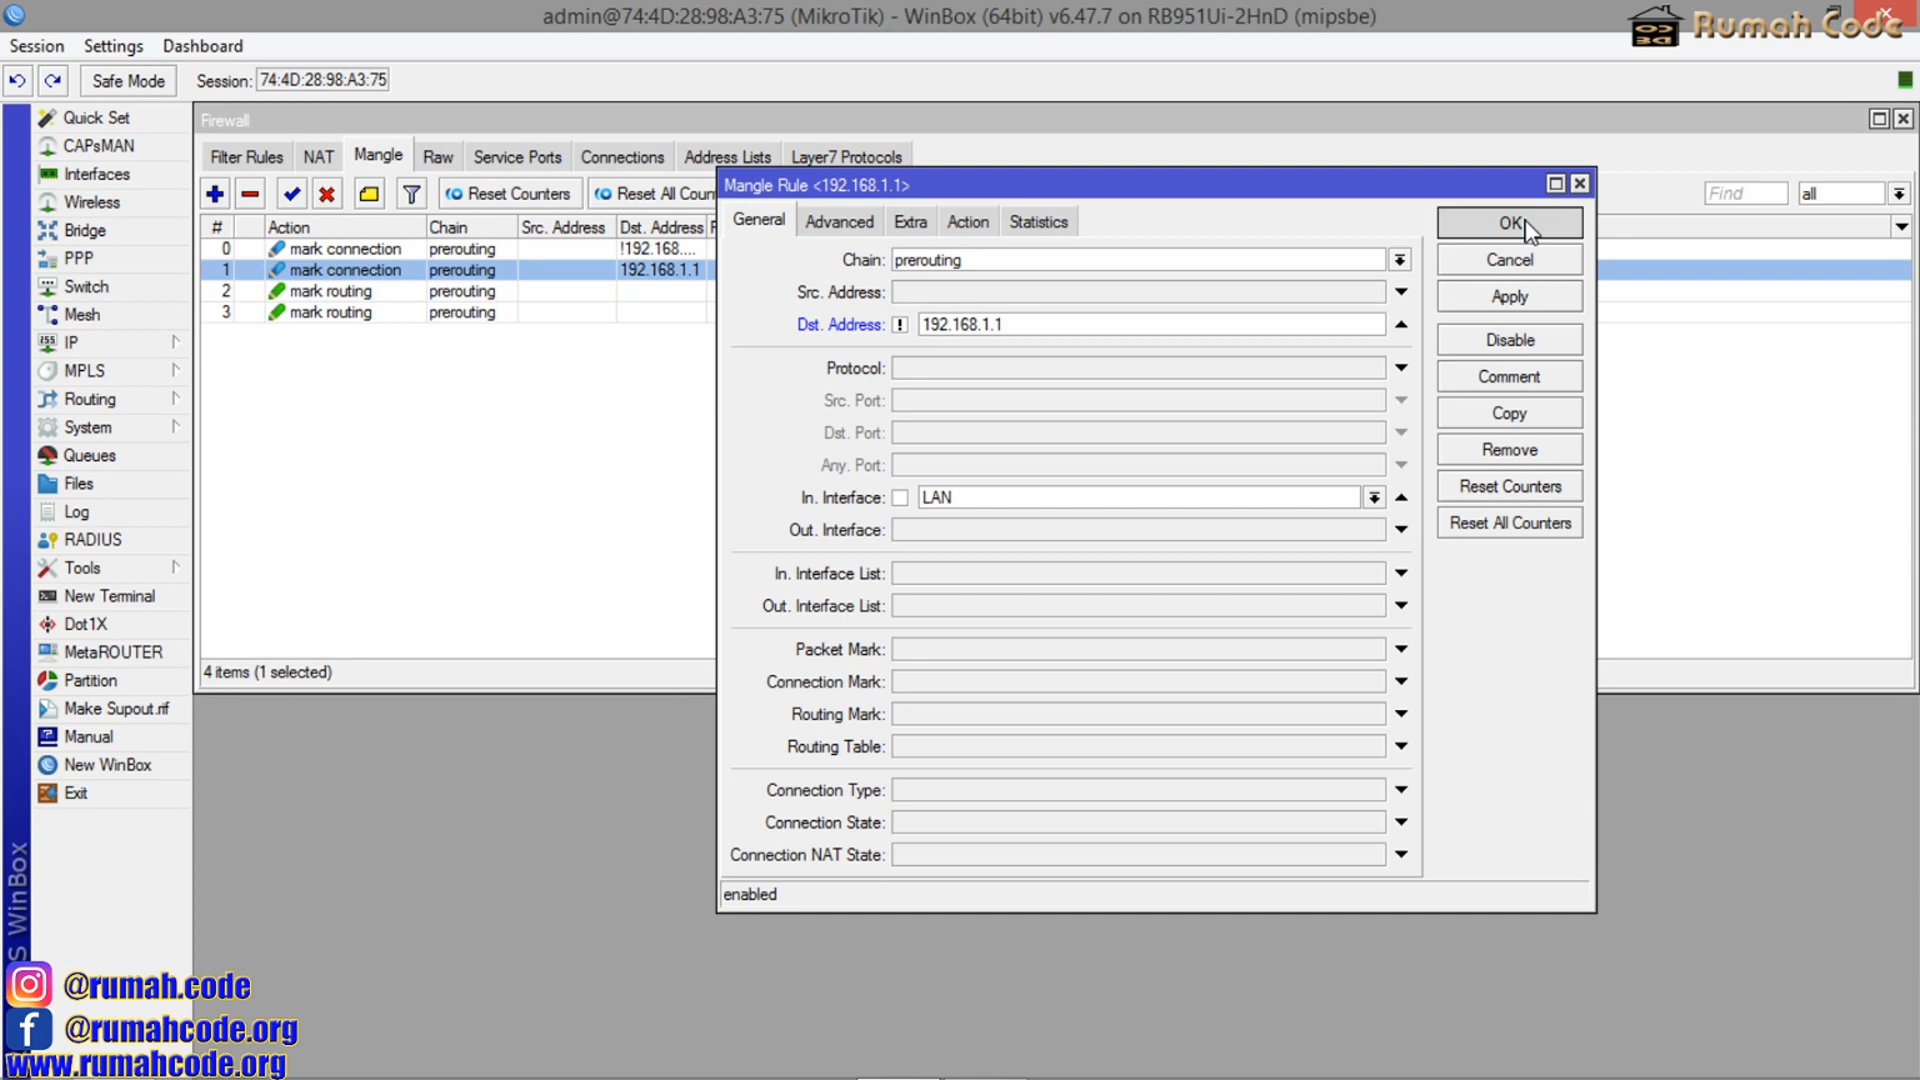 admin@74:4D:28:98:A3:75 (MikroTik) - WinBox (64bit) v6.47.7 on RB951Ui-2HnD (mipsbe)
Rumah Code
Session Settings Dashboard
Safe Mode Session: 74:4D:28:98:A3:75
Quick Set
CAPsMAN
Interfaces
Wireless
Bridge
PPP
Switch
Mesh
IP
MPLS
Routing
System
Queues
Files
Log
RADIUS
Tools
New Terminal
Dot1X
MetaROUTER
Partition
Make Supout.rif
Manual
New WinBox
Exit
S WinBox
Firewall
Filter Rules NAT Mangle Raw Service Ports Connections Address Lists Layer7 Protocols
Reset Counters Reset All Coun
Find all
# Action Chain Src. Address Dst. Address
0 mark connection prerouting !192.168....
1 mark connection prerouting 192.168.1.1
2 mark routing prerouting
3 mark routing prerouting
4 items (1 selected)
Mangle Rule <192.168.1.1>
General Advanced Extra Action Statistics
Chain: prerouting
Src. Address:
Dst. Address: ! 192.168.1.1
Protocol:
Src. Port:
Dst. Port:
Any. Port:
In. Interface: LAN
Out. Interface:
In. Interface List:
Out. Interface List:
Packet Mark:
Connection Mark:
Routing Mark:
Routing Table:
Connection Type:
Connection State:
Connection NAT State:
enabled
OK
Cancel
Apply
Disable
Comment
Copy
Remove
Reset Counters
Reset All Counters
@rumah.code
@rumahcode.org
www.rumahcode.org